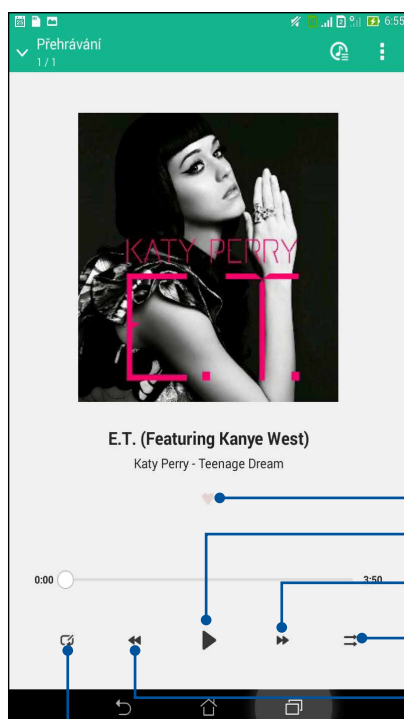 6:55
Přehrávání
1 / 1
KATY PERRY
E.T.
E.T. (Featuring Kanye West)
Katy Perry - Teenage Dream
0:00
3:50